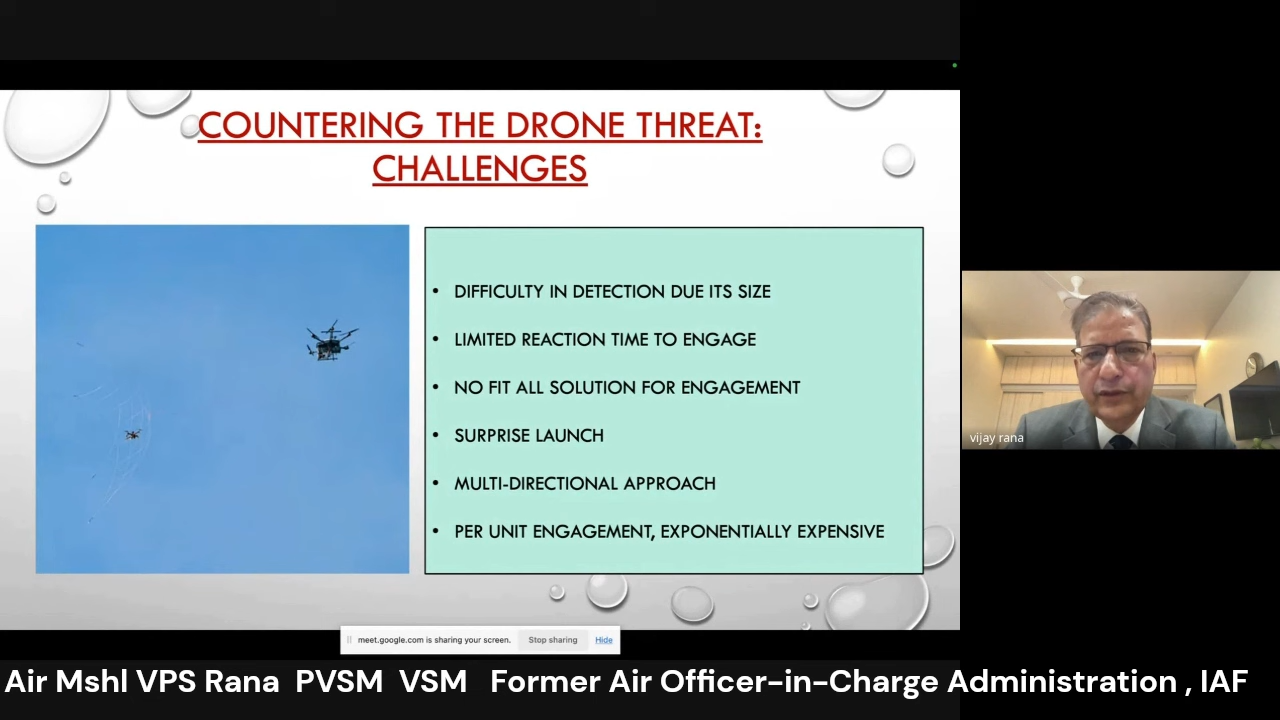 COUNTERING THE DRONE THREAT:
CHALLENGES
• DIFFICULTY IN DETECTION DUE ITS SIZE
• LIMITED REACTION TIME TO ENGAGE
• NO FIT ALL SOLUTION FOR ENGAGEMENT
• SURPRISE LAUNCH
• MULTI-DIRECTIONAL APPROACH
• PER UNIT ENGAGEMENT, EXPONENTIALLY EXPENSIVE
vijay rana
meet.google.com is sharing your screen. Stop sharing Hide
Air Mshl VPS Rana PVSM VSM Former Air Officer-in-Charge Administration , IAF